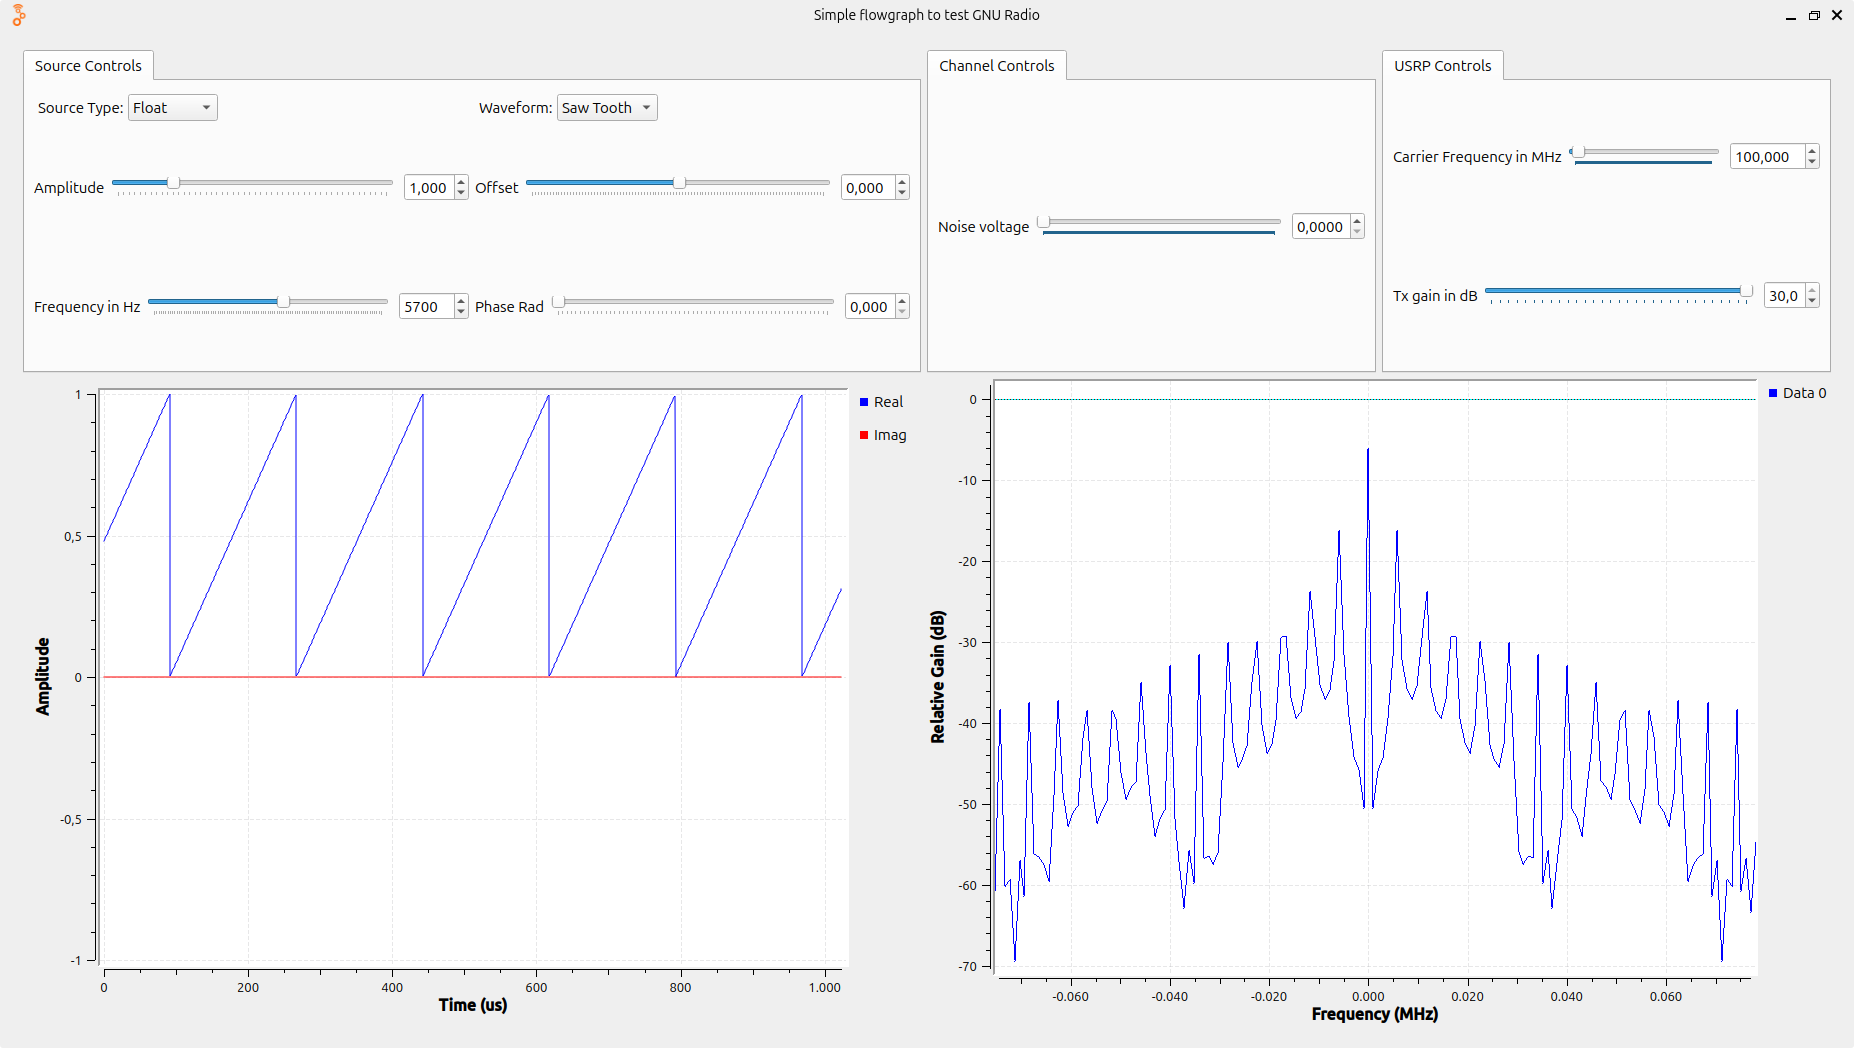 Simple flowgraph to test GNU Radio
Source Controls
Source Type: Float
Waveform: Saw Tooth
Amplitude 1,000
Offset 0,000
Frequency in Hz 5700
Phase Rad 0,000
Channel Controls
Noise voltage 0,0000
USRP Controls
Carrier Frequency in MHz 100,000
Tx gain in dB 30,0
1
0,5
0
-0,5
-1
Amplitude
0 200 400 600 800 1.000
Time (us)
Real
Imag
0
-10
-20
-30
-40
-50
-60
-70
Relative Gain (dB)
-0.060 -0.040 -0.020 0.000 0.020 0.040 0.060
Frequency (MHz)
Data 0